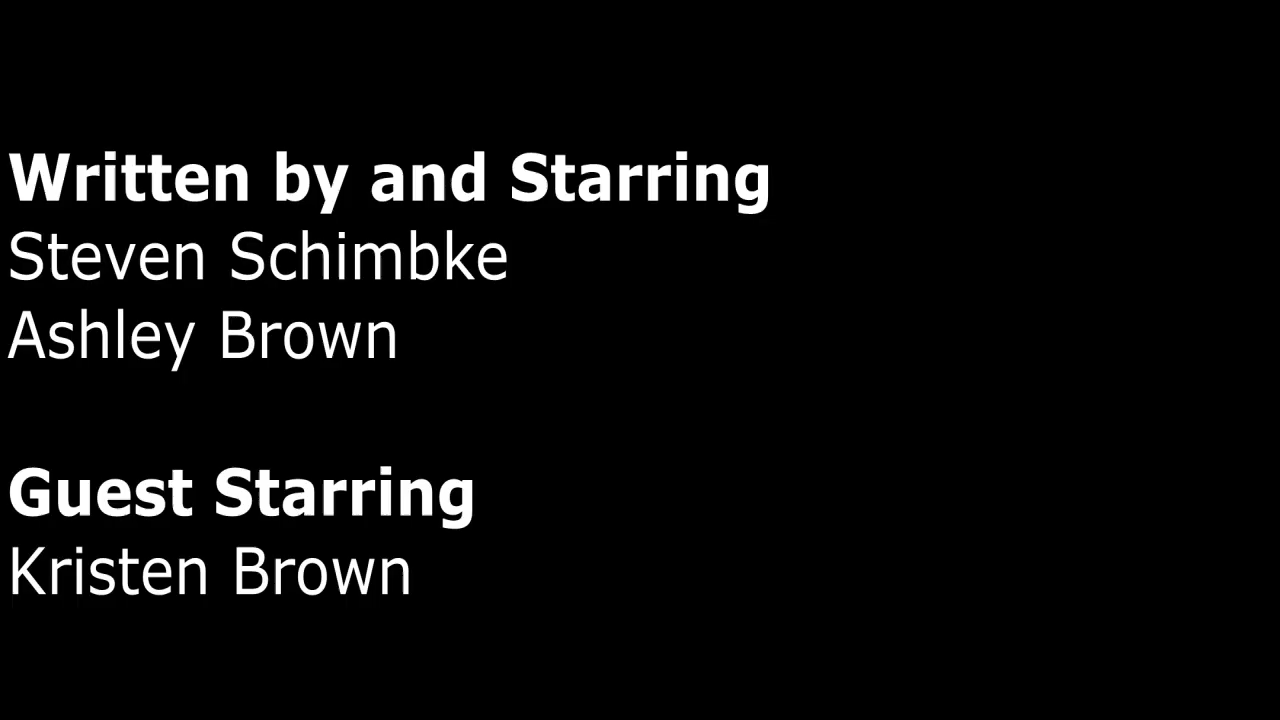 Written by and Starring
Steven Schimbke
Ashley Brown
Guest Starring
Kristen Brown